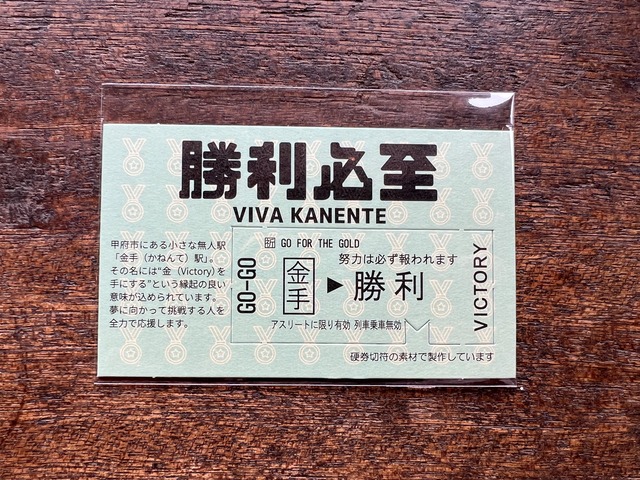 勝利必至
VIVA KANENTE
甲府市にある小さな無人駅
「金手（かねんて）駅」。
その名には“金（Victory）を
手にする”という縁起の良い
意味が込められています。
夢に向かって挑戦する人を
全力で応援します。
GO-GO
GO FOR THE GOLD
努力は必ず報われます
金手 ▶ 勝利
アスリートに限り有効 列車乗車無効
VICTORY
硬券切符の素材で製作しています